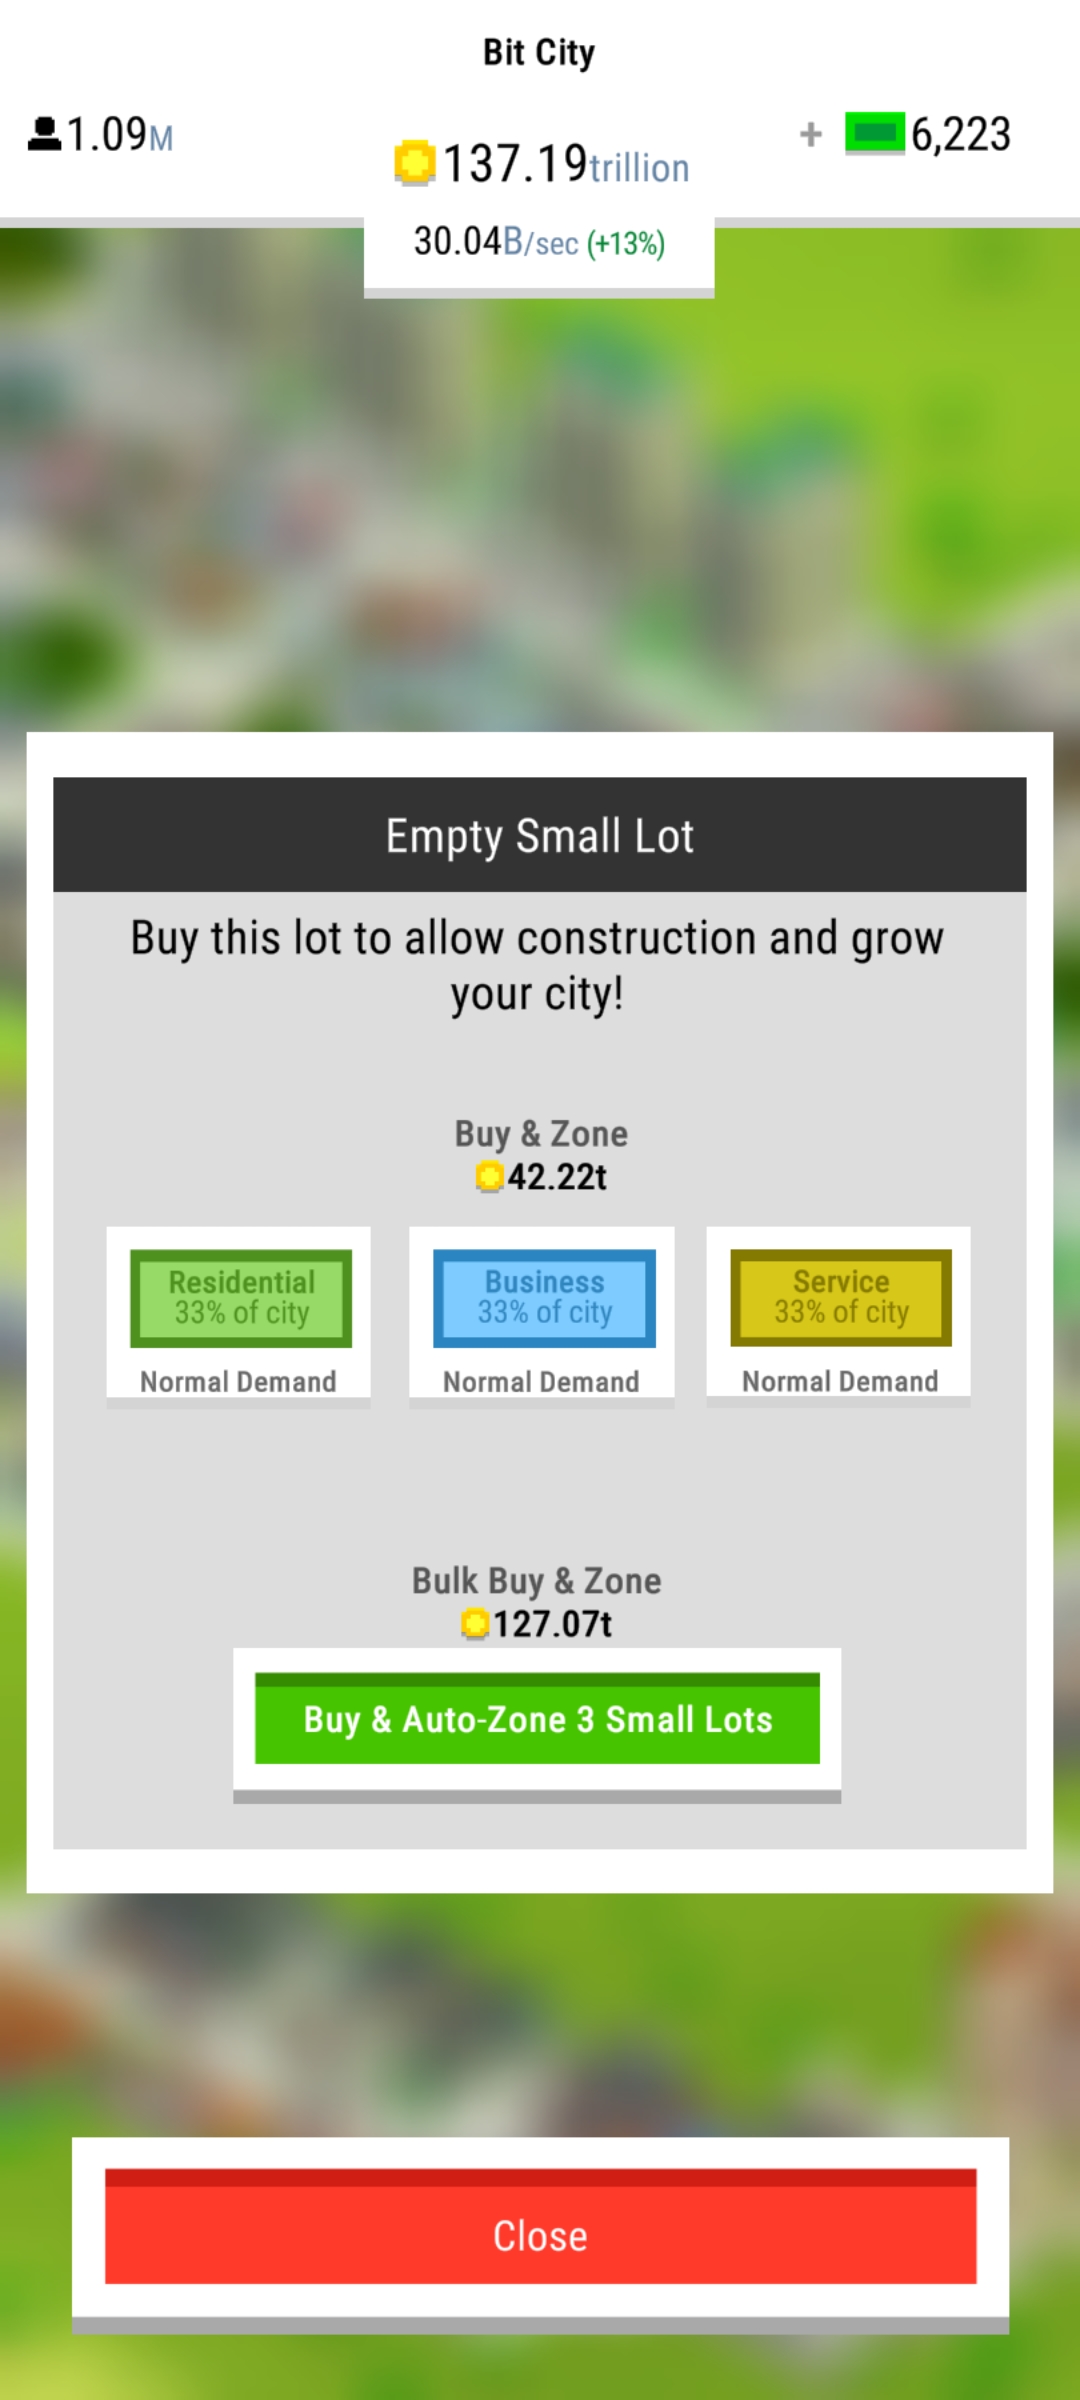 Bit City
1.09M
137.19trillion
+ 6,223
30.04B/sec (+13%)
Empty Small Lot
Buy this lot to allow construction and grow
your city!
Buy & Zone
42.22t
Residential
33% of city
Normal Demand
Business
33% of city
Normal Demand
Service
33% of city
Normal Demand
Bulk Buy & Zone
127.07t
Buy & Auto-Zone 3 Small Lots
Close